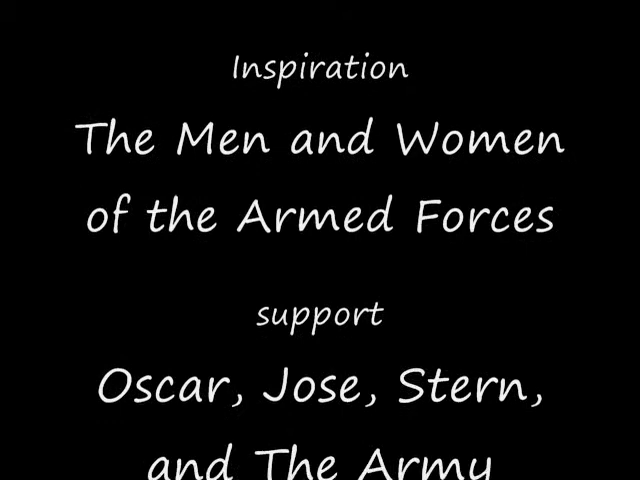 Inspiration
The Men and Women
of the Armed Forces
support
Oscar, Jose, Stern,
and The Army